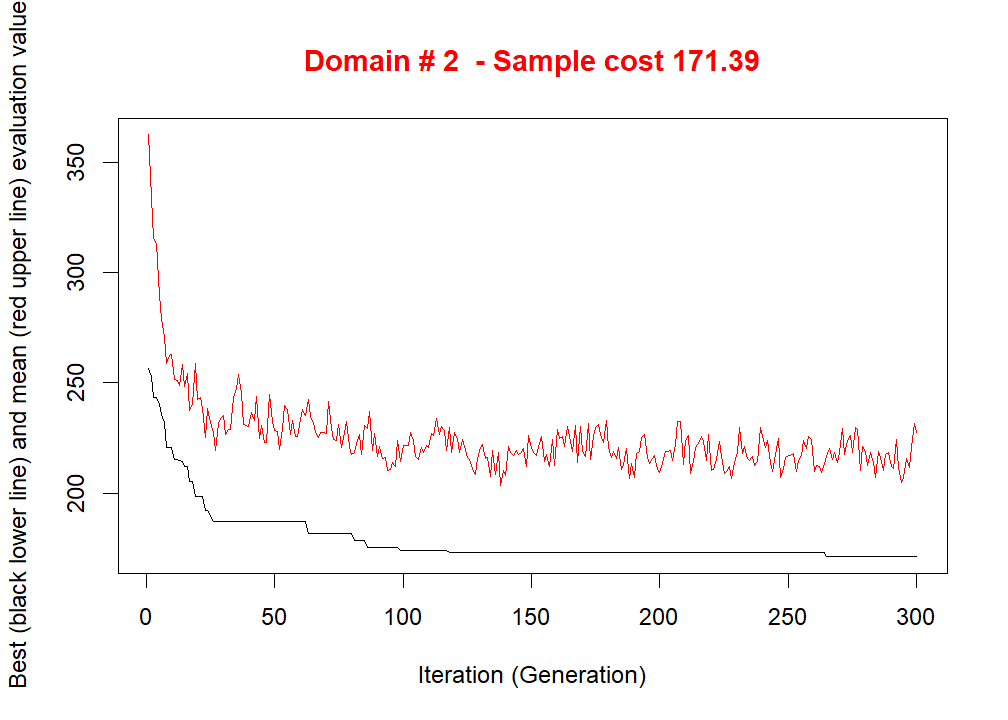 Domain # 2  - Sample cost 171.39
Best (black lower line) and mean (red upper line) evaluation value
350
300
250
200
0 50 100 150 200 250 300
Iteration (Generation)